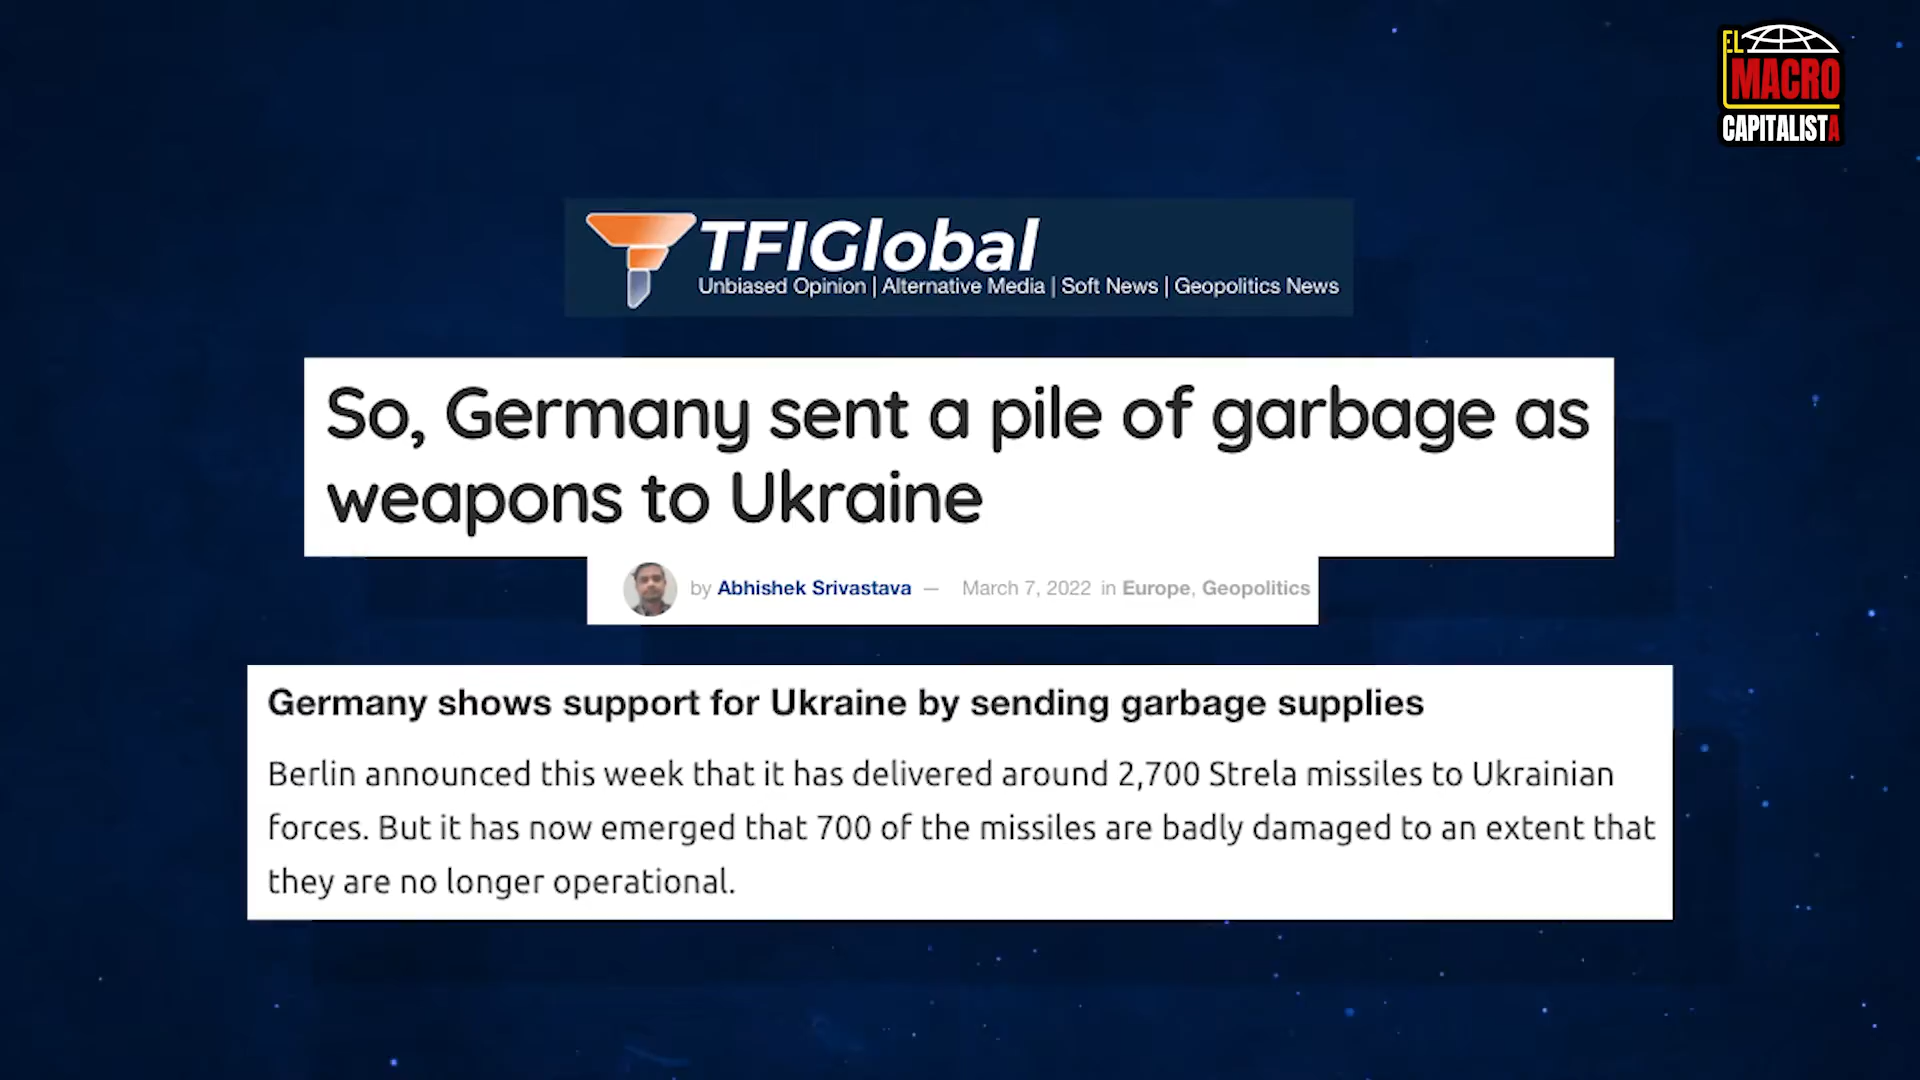 EL
MACRO
CAPITALISTA
TFIGlobal
Unbiased Opinion | Alternative Media | Soft News | Geopolitics News
So, Germany sent a pile of garbage as
weapons to Ukraine
by Abhishek Srivastava — March 7, 2022 in Europe, Geopolitics
Germany shows support for Ukraine by sending garbage supplies
Berlin announced this week that it has delivered around 2,700 Strela missiles to Ukrainian
forces. But it has now emerged that 700 of the missiles are badly damaged to an extent that
they are no longer operational.